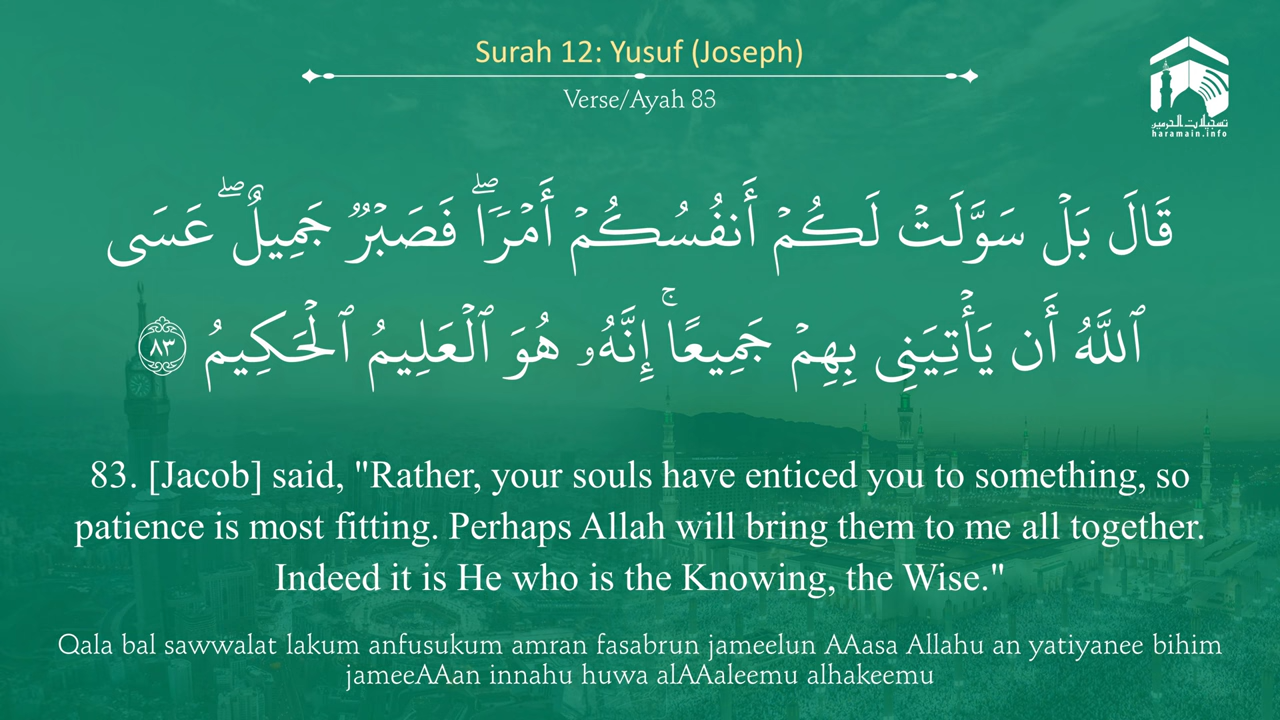 Surah 12: Yusuf (Joseph)
Verse/Ayah 83
تسجيلات الحرمين
haramain.info
قَالَ بَلْ سَوَّلَتْ لَكُمْ أَنفُسُكُمْ أَمْرًا ۖ فَصَبْرٌ جَمِيلٌ ۖ عَسَى
ٱللَّهُ أَن يَأْتِيَنِى بِهِمْ جَمِيعًا ۚ إِنَّهُۥ هُوَ ٱلْعَلِيمُ ٱلْحَكِيمُ ٨٣
83. [Jacob] said, "Rather, your souls have enticed you to something, so
patience is most fitting. Perhaps Allah will bring them to me all together.
Indeed it is He who is the Knowing, the Wise."
Qala bal sawwalat lakum anfusukum amran fasabrun jameelun AAasa Allahu an yatiyanee bihim
jameeAAan innahu huwa alAAaleemu alhakeemu